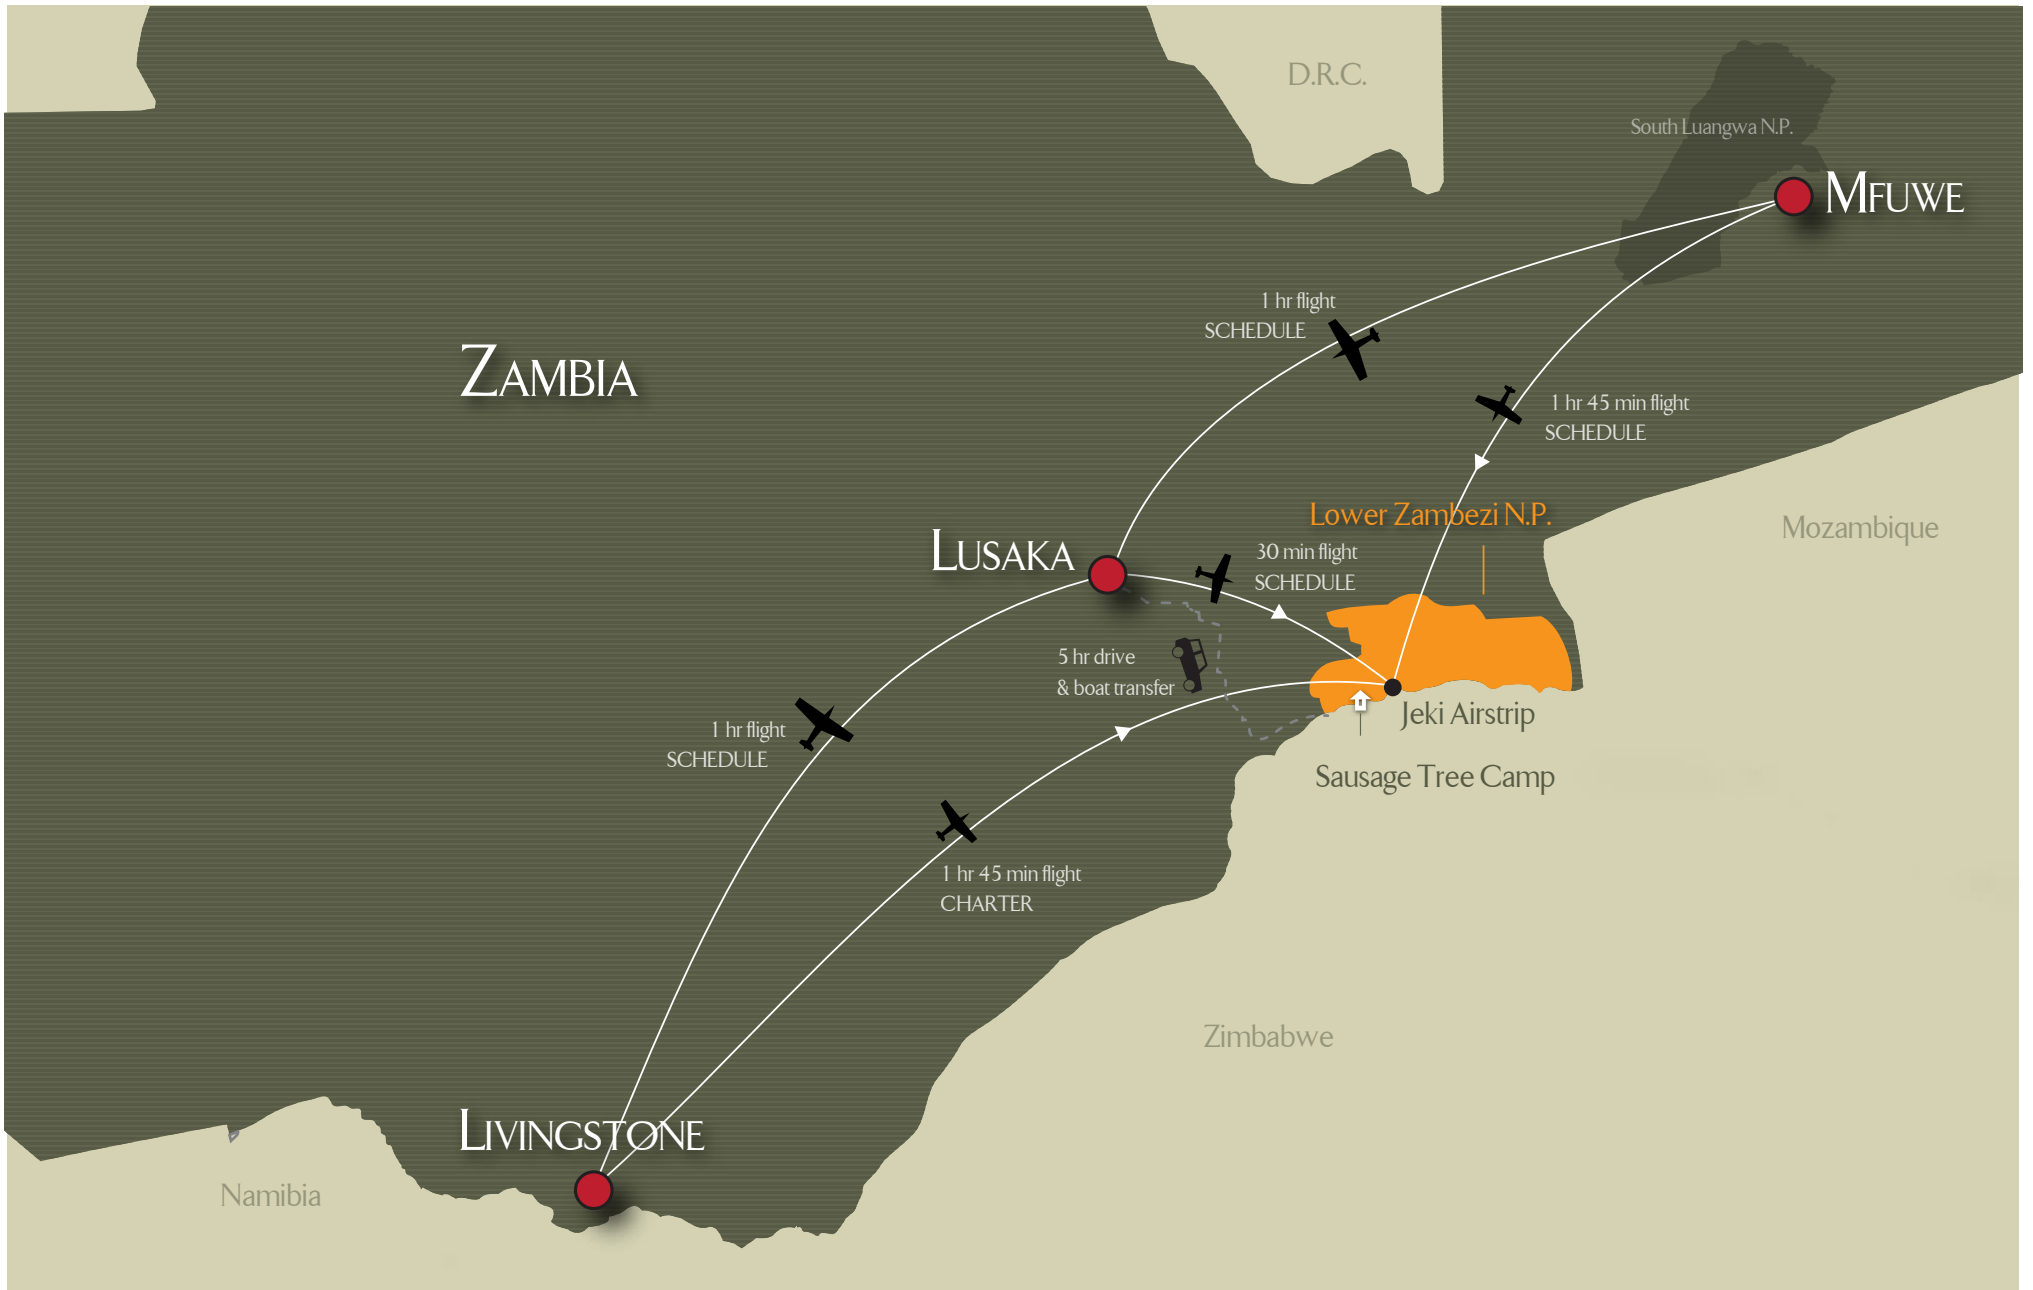 D.R.C.
South Luangwa N.P.
MFUWE
1 hr flight
SCHEDULE
ZAMBIA
1 hr 45 min flight
SCHEDULE
Lower Zambezi N.P.
Mozambique
LUSAKA
30 min flight
SCHEDULE
5 hr drive
& boat transfer
Jeki Airstrip
1 hr flight
SCHEDULE
Sausage Tree Camp
1 hr 45 min flight
CHARTER
Zimbabwe
LIVINGSTONE
Namibia